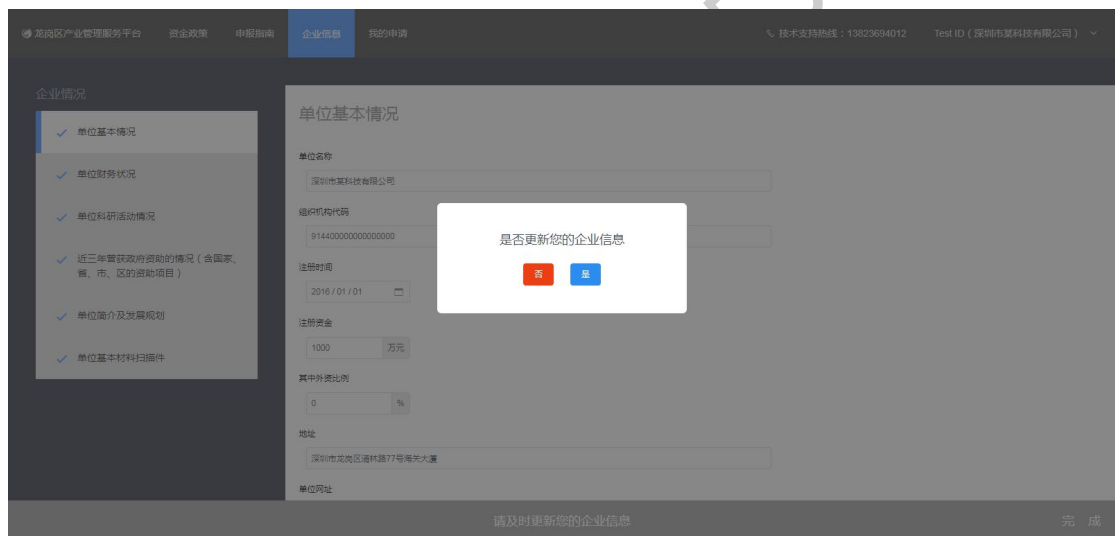 龙岗区产业管理服务平台 资金政策 申报指南 企业信息 我的申请 技术支持热线：13823694012 Test ID（深圳市某科技有限公司）
企业情况
单位基本情况
单位财务状况
单位科研活动情况
近三年曾获政府资助的情况（含国家、
省、市、区的资助项目）
单位简介及发展规划
单位基本材料扫描件
单位基本情况
单位名称
深圳市某科技有限公司
组织机构代码
914400000000000000
注册时间
2016 / 01 / 01
注册资金
1000 万元
其中外资比例
0 %
地址
深圳市龙岗区清林路77号海关大厦
单位网址
是否更新您的企业信息
否 是
请及时更新您的企业信息 完 成